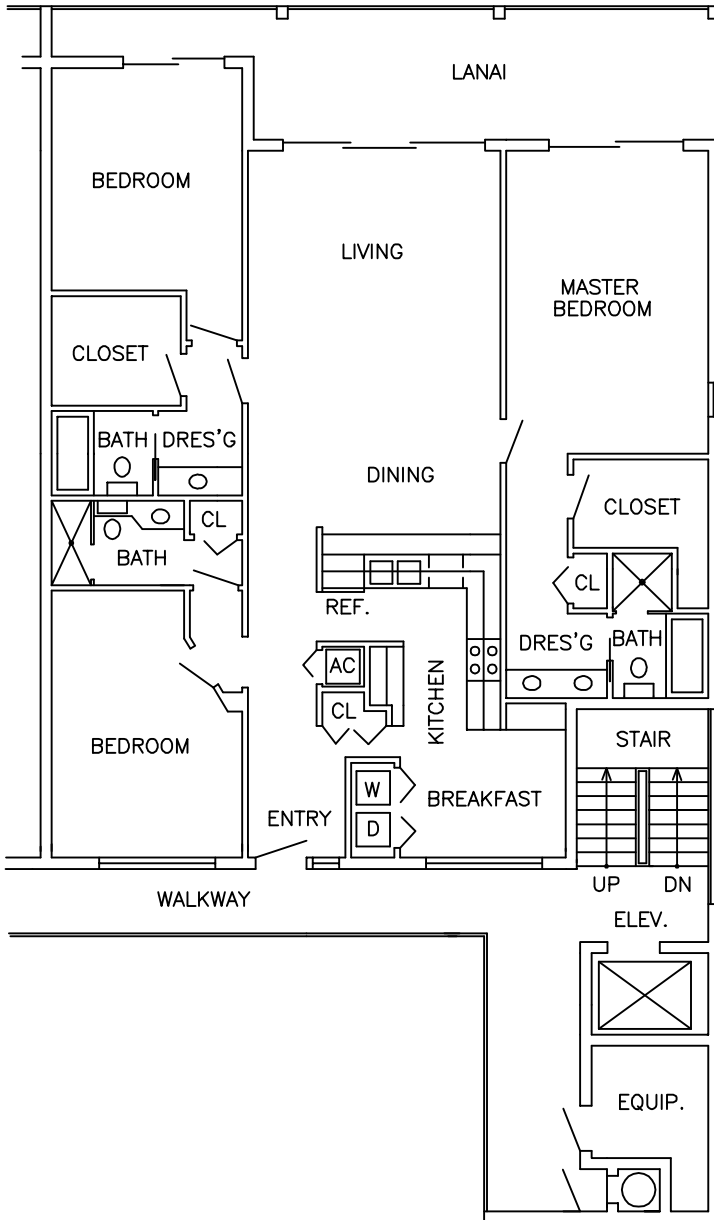 LANAI
BEDROOM
LIVING
MASTER
BEDROOM
CLOSET
BATH
DRES'G
DINING
CLOSET
CL
BATH
CL
REF.
DRES'G
BATH
AC
KITCHEN
CL
BEDROOM
STAIR
W
BREAKFAST
ENTRY
D
UP
DN
WALKWAY
ELEV.
EQUIP.